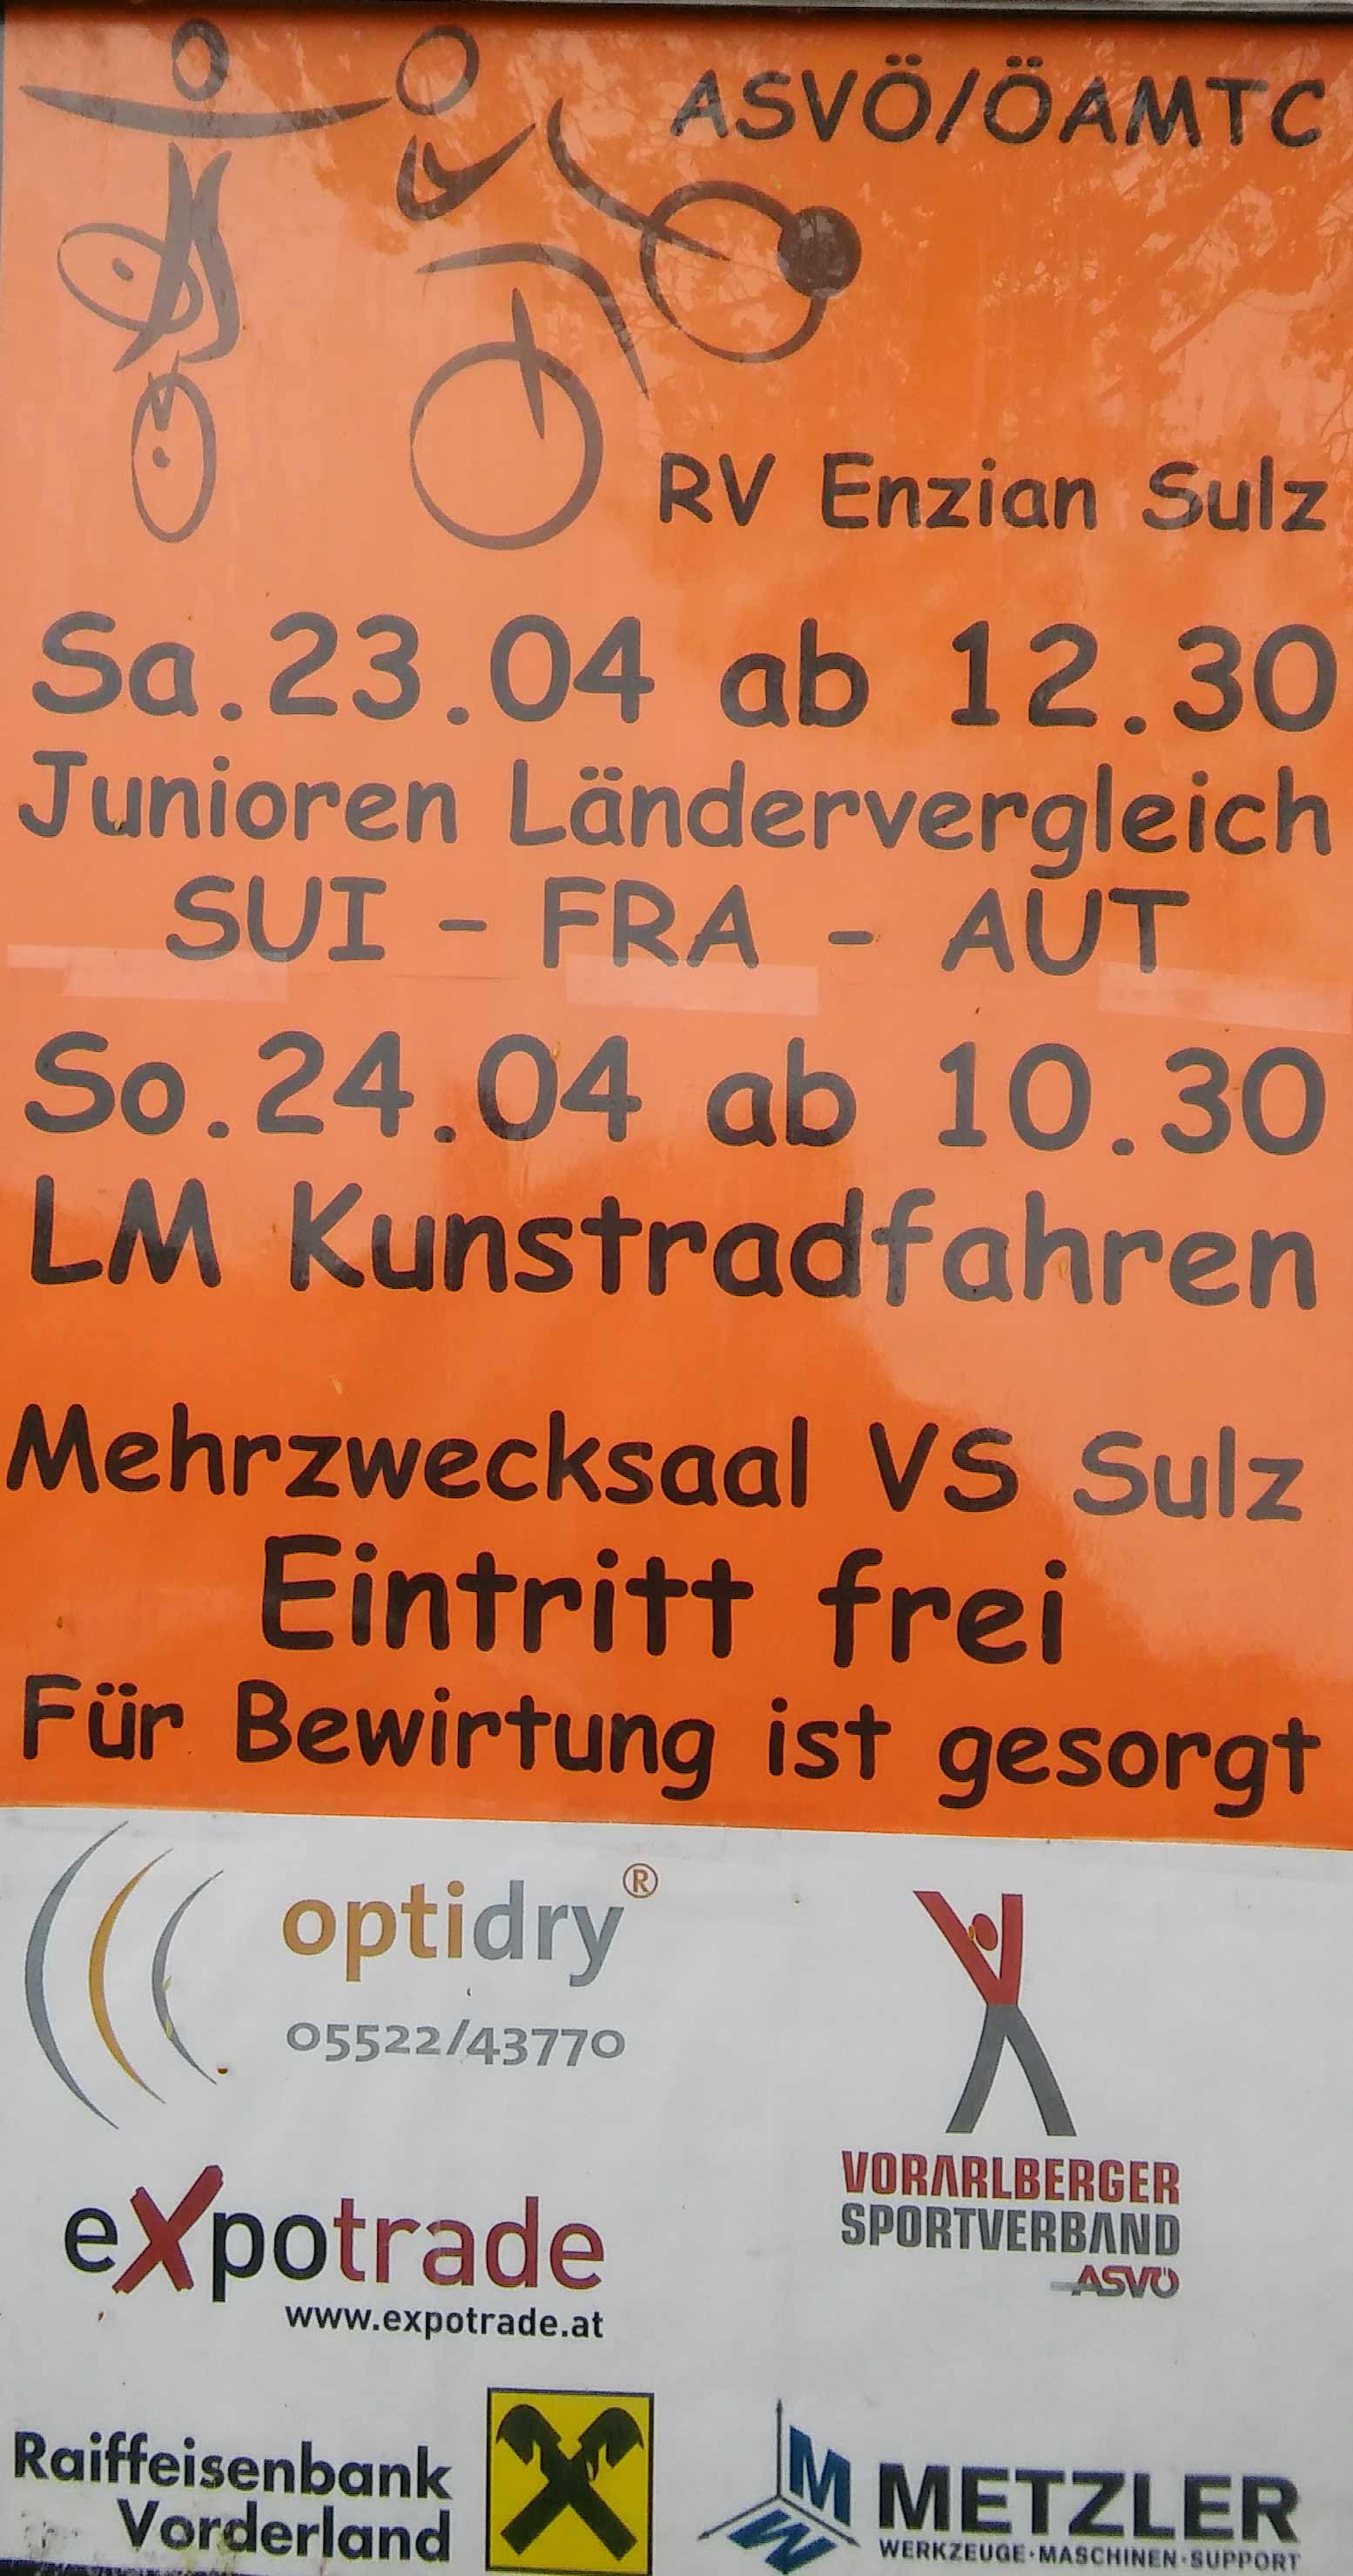 ASVÖ/ÖAMTC
RV Enzian Sulz
Sa.23.04 ab 12.30
Junioren Ländervergleich
SUI - FRA - AUT
So.24.04 ab 10.30
LM Kunstradfahren
Mehrzwecksaal VS Sulz
Eintritt frei
Für Bewirtung ist gesorgt
optidry®
05522/43770
VORARLBERGER
SPORTVERBAND
ASVÖ
expotrade
www.expotrade.at
Raiffeisenbank
Vorderland
METZLER
WERKZEUGE·MASCHINEN·SUPPORT